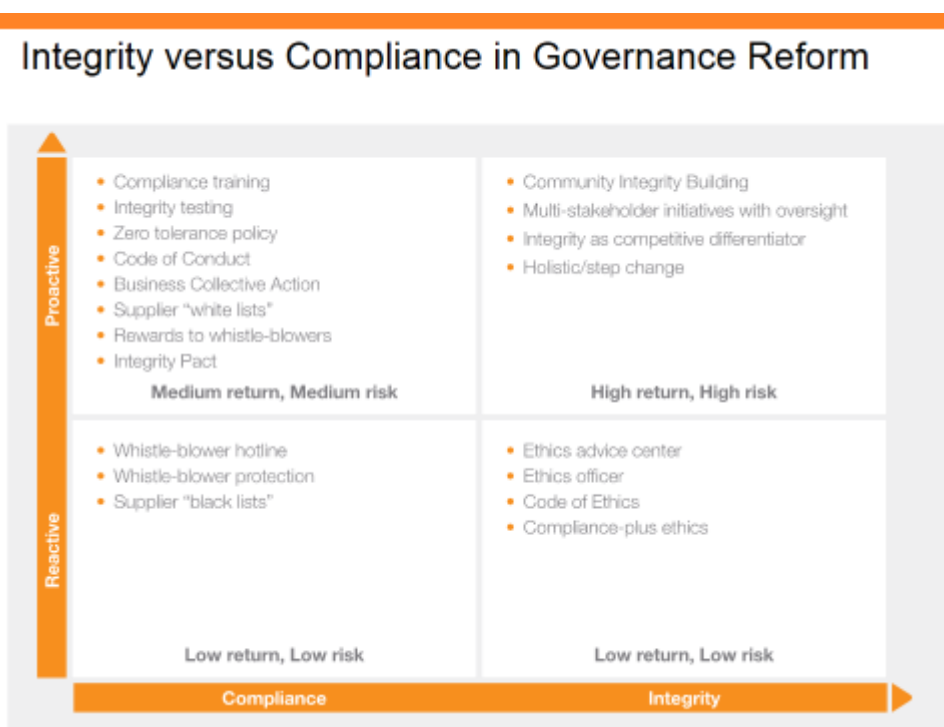 Integrity versus Compliance in Governance Reform
Proactive
• Compliance training
• Integrity testing
• Zero tolerance policy
• Code of Conduct
• Business Collective Action
• Supplier “white lists”
• Rewards to whistle-blowers
• Integrity Pact
Medium return, Medium risk
• Community Integrity Building
• Multi-stakeholder initiatives with oversight
• Integrity as competitive differentiator
• Holistic/step change
High return, High risk
Reactive
• Whistle-blower hotline
• Whistle-blower protection
• Supplier “black lists”
Low return, Low risk
• Ethics advice center
• Ethics officer
• Code of Ethics
• Compliance-plus ethics
Low return, Low risk
Compliance
Integrity